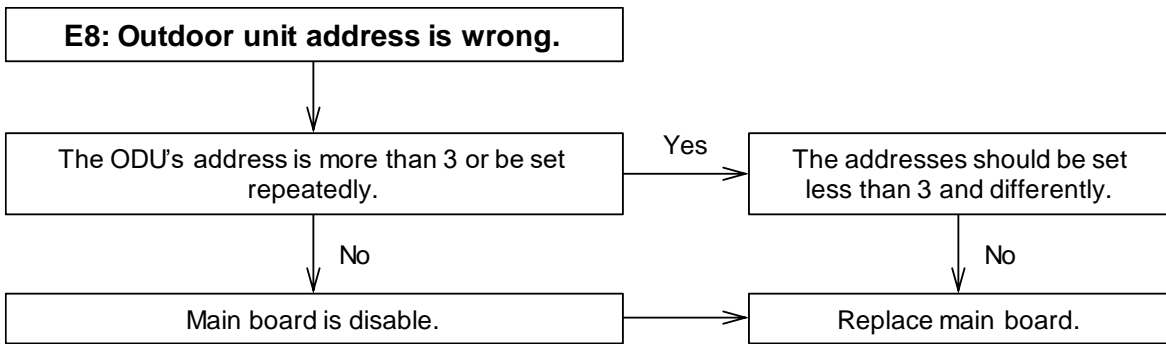 E8: Outdoor unit address is wrong.
The ODU's address is more than 3 or be set
repeatedly.
Yes
The addresses should be set
less than 3 and differently.
No
No
Main board is disable.
Replace main board.